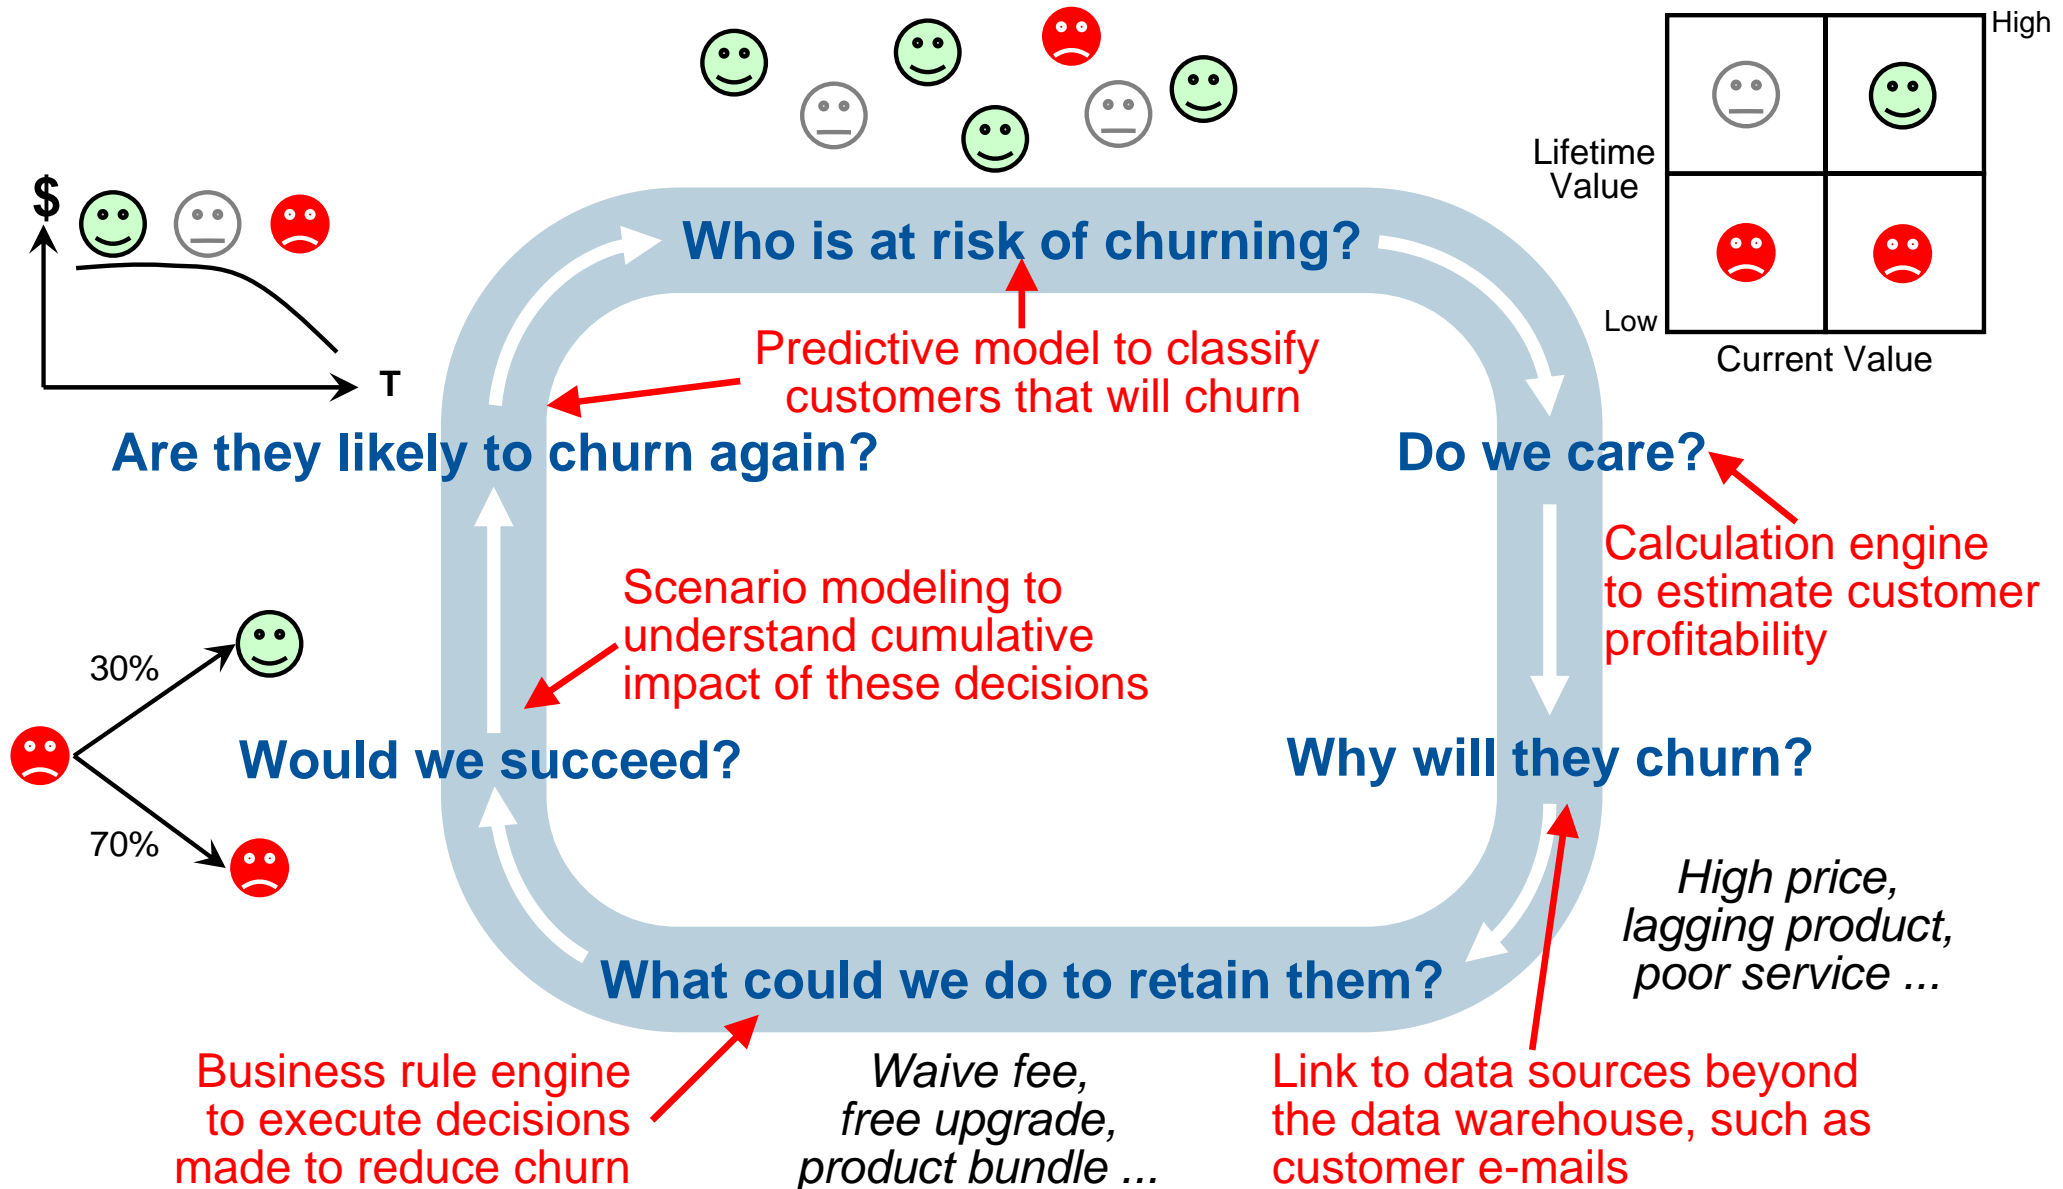 High
Lifetime
Value
Low
Current Value
$
T
Who is at risk of churning?
Predictive model to classify
customers that will churn
Are they likely to churn again?
Do we care?
Calculation engine
to estimate customer
profitability
Scenario modeling to
understand cumulative
impact of these decisions
30%
70%
Would we succeed?
Why will they churn?
High price,
lagging product,
poor service ...
What could we do to retain them?
Business rule engine
to execute decisions
made to reduce churn
Waive fee,
free upgrade,
product bundle ...
Link to data sources beyond
the data warehouse, such as
customer e-mails